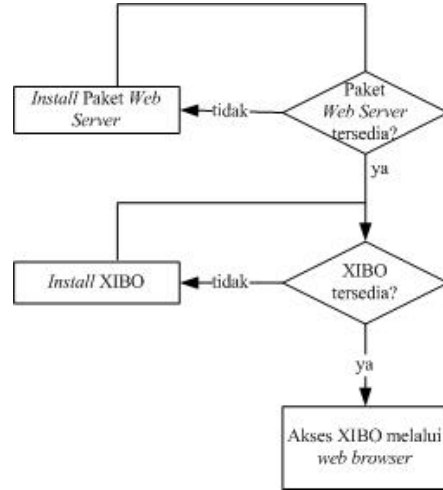 Paket
Web Server
tersedia?
tidak
Install Paket Web
Server
ya
XIBO
tersedia?
tidak
Install XIBO
ya
Akses XIBO melalui
web browser